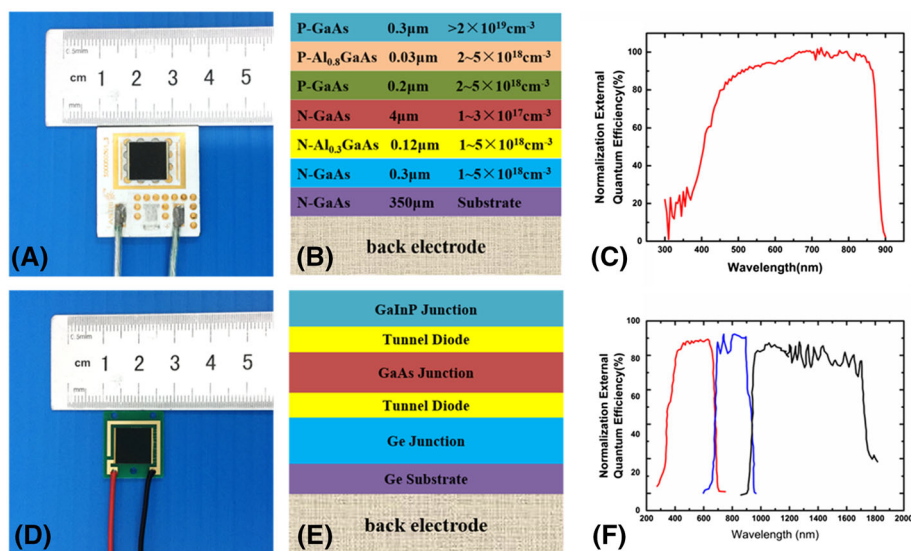 0.5mm
cm 1 2 3 4 5
mm
(A)
P-GaAs 0.3μm >2×10¹⁹cm⁻³
P-Al₀.₈GaAs 0.03μm 2~5×10¹⁸cm⁻³
P-GaAs 0.2μm 2~5×10¹⁸cm⁻³
N-GaAs 4μm 1~3×10¹⁷cm⁻³
N-Al₀.₃GaAs 0.12μm 1~5×10¹⁸cm⁻³
N-GaAs 0.3μm 1~5×10¹⁸cm⁻³
N-GaAs 350μm Substrate
back electrode
(B)
Normalization External
Quantum Efficiency(%)
100
80
60
40
20
0
300 400 500 600 700 800 900
Wavelength(nm)
(C)
0.5mm
cm 1 2 3 4 5
mm
(D)
GaInP Junction
Tunnel Diode
GaAs Junction
Tunnel Diode
Ge Junction
Ge Substrate
back electrode
(E)
Normalization External
Quantum Efficiency(%)
100
80
60
40
20
0
200 400 600 800 1000 1200 1400 1600 1800 2000
Wavelength (nm)
(F)